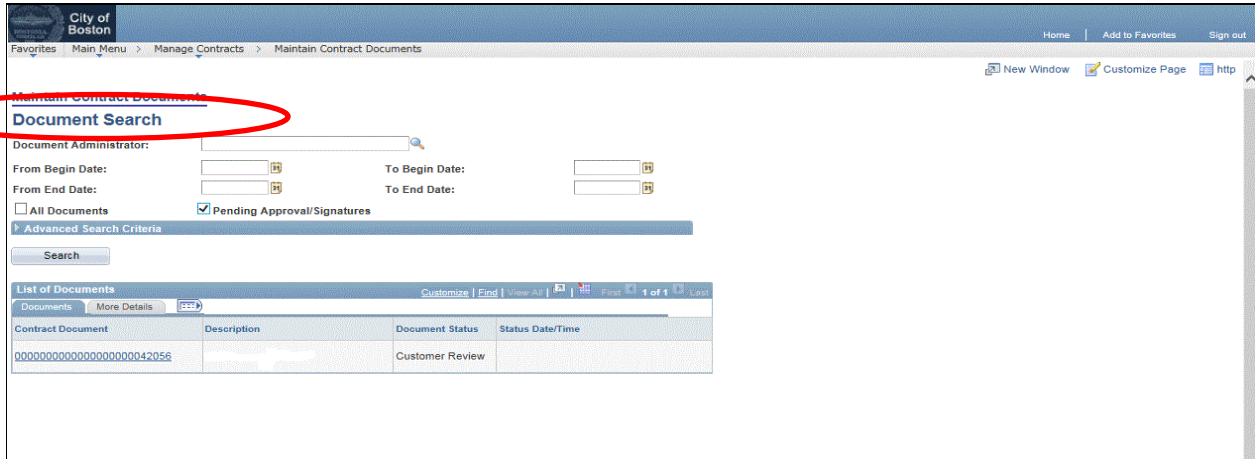 City of
Boston
Home | Add to Favorites Sign out
Favorites Main Menu > Manage Contracts > Maintain Contract Documents
New Window Customize Page http
Maintain Contract Documents
Document Search
Document Administrator:
From Begin Date: To Begin Date:
From End Date: To End Date:
All Documents Pending Approval/Signatures
Advanced Search Criteria
Search
List of Documents Customize | Find | View All | First 1 of 1 Last
Documents More Details
Contract Document Description Document Status Status Date/Time
0000000000000000000042056 Customer Review